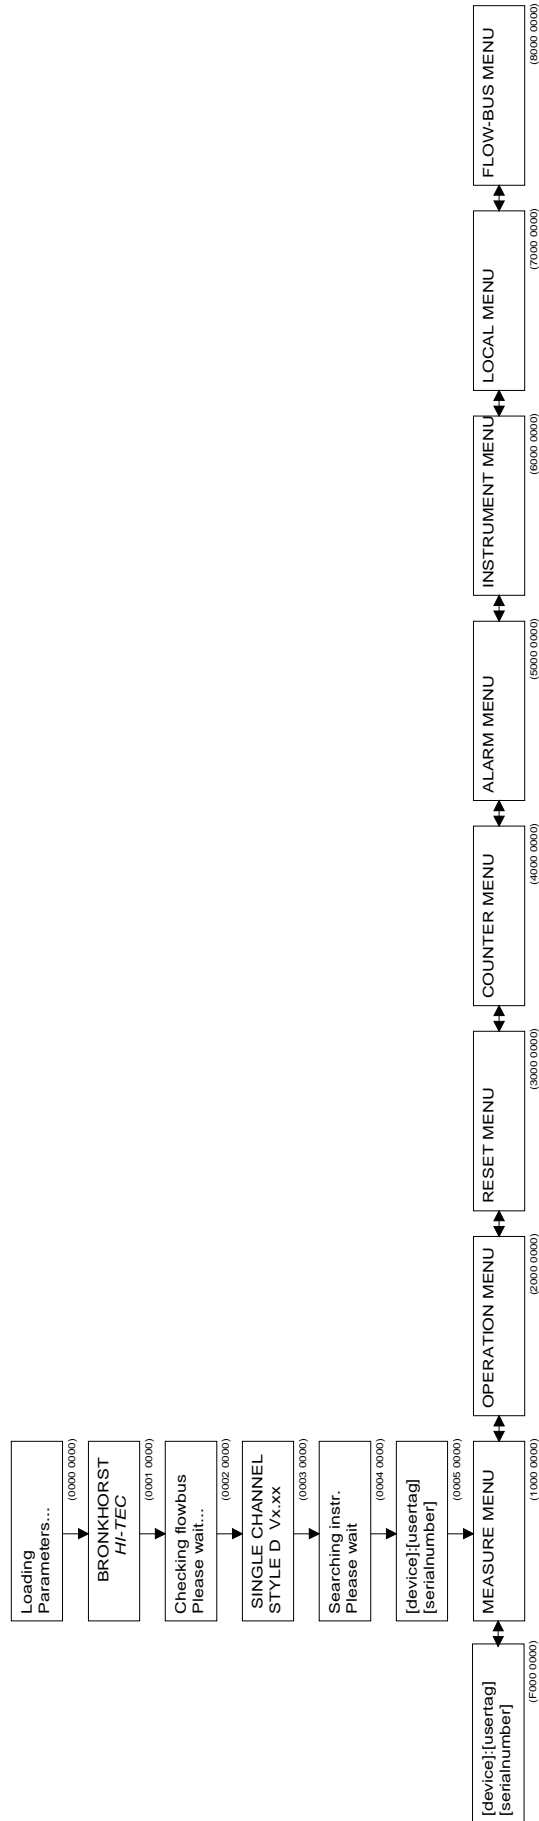 Loading
Parameters...
(0000 0000)
BRONKHORST
HI-TEC
(0001 0000)
Checking flowbus
Please wait...
(0002 0000)
SINGLE CHANNEL
STYLE D Vx.xx
(0003 0000)
Searching instr.
Please wait
(0004 0000)
[device]:[usertag]
[serialnumber]
(0005 0000)
[device]:[usertag]
[serialnumber]
(F000 0000)
MEASURE MENU
(1000 0000)
OPERATION MENU
(2000 0000)
RESET MENU
(3000 0000)
COUNTER MENU
(4000 0000)
ALARM MENU
(5000 0000)
INSTRUMENT MENU
(6000 0000)
LOCAL MENU
(7000 0000)
FLOW-BUS MENU
(8000 0000)